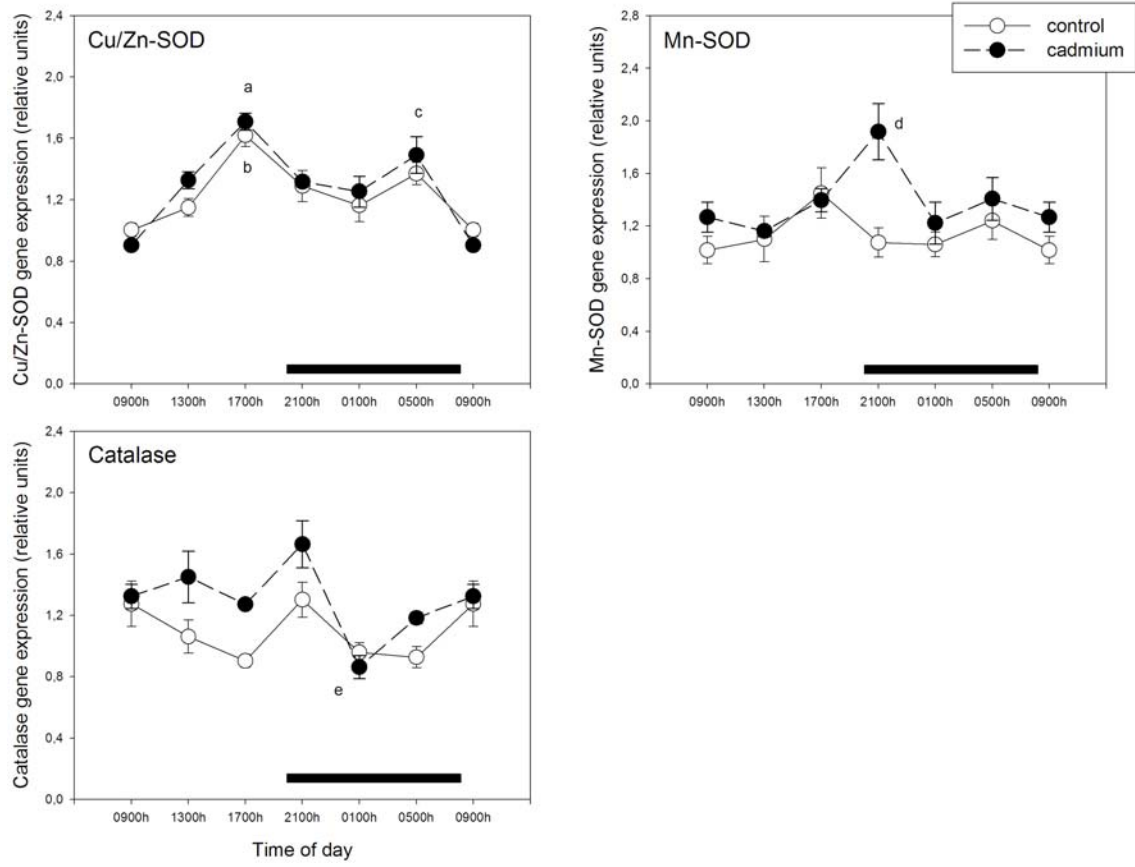 Cu/Zn-SOD
Cu/Zn-SOD gene expression (relative units)
2,4
2,0
1,6
1,2
0,8
0,4
0,0
a
b
c
0900h 1300h 1700h 2100h 0100h 0500h 0900h
Mn-SOD
control
cadmium
Mn-SOD gene expression (relative units)
2,8
2,4
2,0
1,6
1,2
0,8
0,4
0,0
d
0900h 1300h 1700h 2100h 0100h 0500h 0900h
Catalase
Catalase gene expression (relative units)
2,4
2,0
1,6
1,2
0,8
0,4
0,0
e
0900h 1300h 1700h 2100h 0100h 0500h 0900h
Time of day